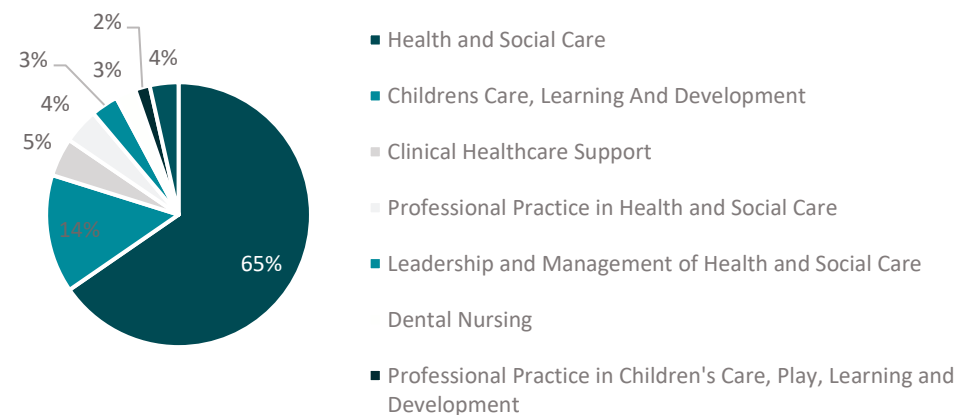 2%
3%
3%
4%
4%
5%
14%
65%
Health and Social Care
Childrens Care, Learning And Development
Clinical Healthcare Support
Professional Practice in Health and Social Care
Leadership and Management of Health and Social Care
Dental Nursing
Professional Practice in Children's Care, Play, Learning and
Development